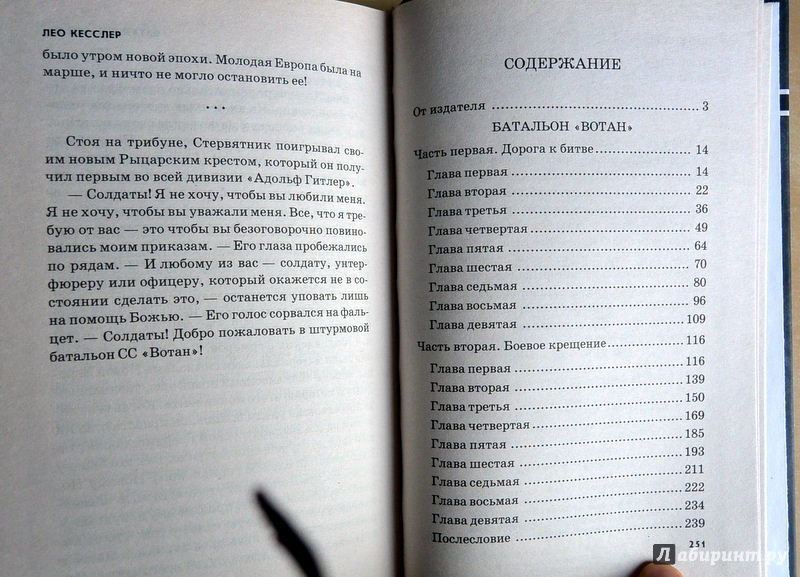 ЛЕО КЕССЛЕР
было утром новой эпохи. Молодая Европа была на
марше, и ничто не могло остановить ее!
• • •
Стоя на трибуне, Стервятник поигрывал сво-
им новым Рыцарским крестом, который он полу-
чил первым во всей дивизии «Адольф Гитлер».
— Солдаты! Я не хочу, чтобы вы любили меня.
Я не хочу, чтобы вы уважали меня. Все, что я тре-
бую от вас — это чтобы вы безоговорочно повино-
вались моим приказам. — Его глаза пробежались
по рядам. — И любому из вас — солдату, унтер-
фюреру или офицеру, который окажется не в со-
стоянии сделать это, — останется уповать лишь
на помощь Божью. — Его голос сорвался на фаль-
цет. — Солдаты! Добро пожаловать в штурмовой
батальон СС «Вотан»!
СОДЕРЖАНИЕ
От издателя ........ 3
БАТАЛЬОН «ВОТАН»
Часть первая. Дорога к битве ........ 14
Глава первая ........ 14
Глава вторая ........ 22
Глава третья ........ 36
Глава четвертая ........ 49
Глава пятая ........ 64
Глава шестая ........ 70
Глава седьмая ........ 80
Глава восьмая ........ 96
Глава девятая ........ 109
Часть вторая. Боевое крещение ........ 116
Глава первая ........ 116
Глава вторая ........ 139
Глава третья ........ 150
Глава четвертая ........ 169
Глава пятая ........ 185
Глава шестая ........ 193
Глава седьмая ........ 211
Глава восьмая ........ 222
Глава девятая ........ 234
Послесловие ........ 239
251
Лабиринт.ру